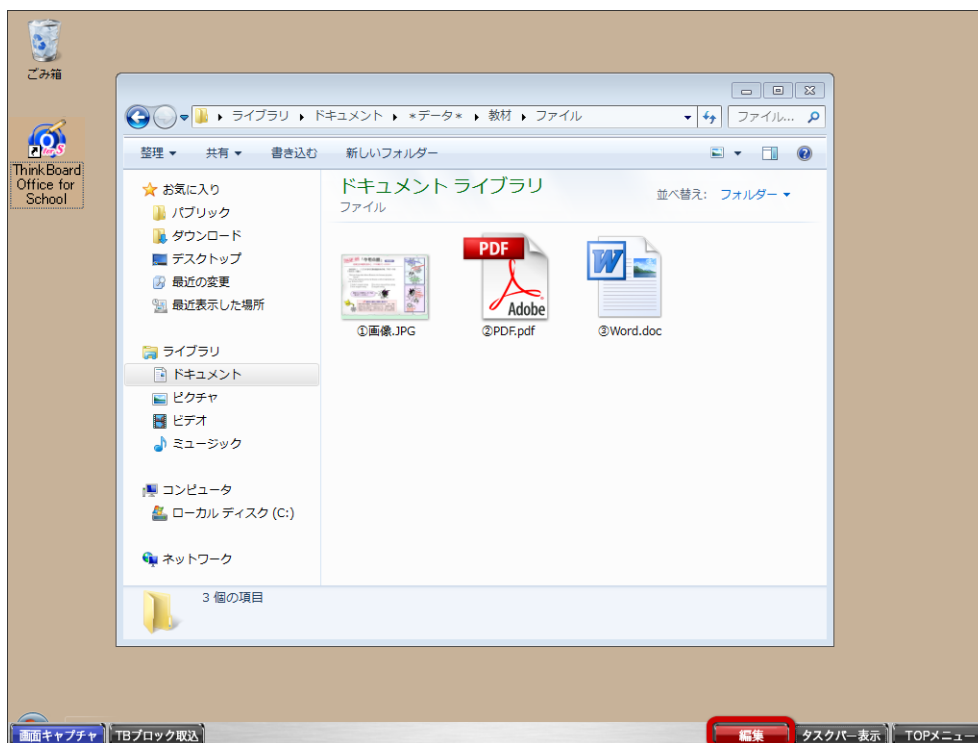 ごみ箱
ThinkBoard
Office for
School
ライブラリ
ドキュメント
*データ*
教材
ファイル
ファイル...
整理
共有
書き込む
新しいフォルダー
お気に入り
パブリック
ダウンロード
デスクトップ
最近の変更
最近表示した場所
ライブラリ
ドキュメント
ピクチャ
ビデオ
ミュージック
コンピュータ
ローカル ディスク (C:)
ネットワーク
ドキュメント ライブラリ
ファイル
並べ替え: フォルダー
PDF
Adobe
W
①画像.JPG
②PDF.pdf
③Word.doc
3 個の項目
画面キャプチャ
TBブロック取込
編集
タスクバー表示
TOPメニュー